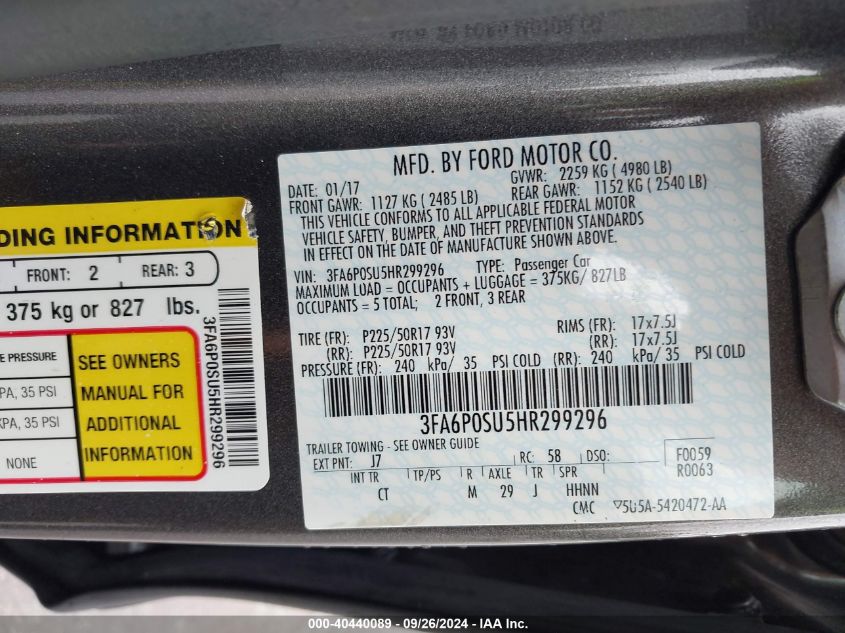 MFD. BY FORD MOTOR CO.
DATE: 01/17
GVWR: 2259 KG ( 4980 LB)
FRONT GAWR: 1127 KG ( 2485 LB)
REAR GAWR: 1152 KG ( 2540 LB)
THIS VEHICLE CONFORMS TO ALL APPLICABLE FEDERAL MOTOR
VEHICLE SAFETY, BUMPER, AND THEFT PREVENTION STANDARDS
IN EFFECT ON THE DATE OF MANUFACTURE SHOWN ABOVE.
VIN: 3FA6P0SU5HR299296 TYPE: Passenger Car
MAXIMUM LOAD = OCCUPANTS + LUGGAGE = 375KG/ 827LB
OCCUPANTS = 5 TOTAL; 2 FRONT, 3 REAR
TIRE (FR): P225/50R17 93V RIMS (FR): 17x7.5J
(RR): P225/50R17 93V (RR): 17x7.5J
PRESSURE (FR): 240 kPa/ 35 PSI COLD (RR): 240 kPa/ 35 PSI COLD
3FA6P0SU5HR299296
TRAILER TOWING - SEE OWNER GUIDE
EXT PNT: J7 RC: 58 DSO:
F0059
R0063
INT TR TP/PS R AXLE TR SPR
CT M 29 J HHNN
CMC ▽5U5A-5420472-AA
DING INFORMATION
FRONT: 2 REAR: 3
375 kg or 827 lbs.
E PRESSURE
PA, 35 PSI
KPA, 35 PSI
NONE
SEE OWNERS
MANUAL FOR
ADDITIONAL
INFORMATION
3FA6P0SU5HR299296
000-40440089 - 09/26/2024 - IAA Inc.